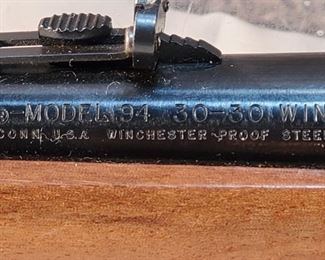 -MODEL 94 30-30 WIN
CONN. U.S.A. WINCHESTER PROOF STEEL